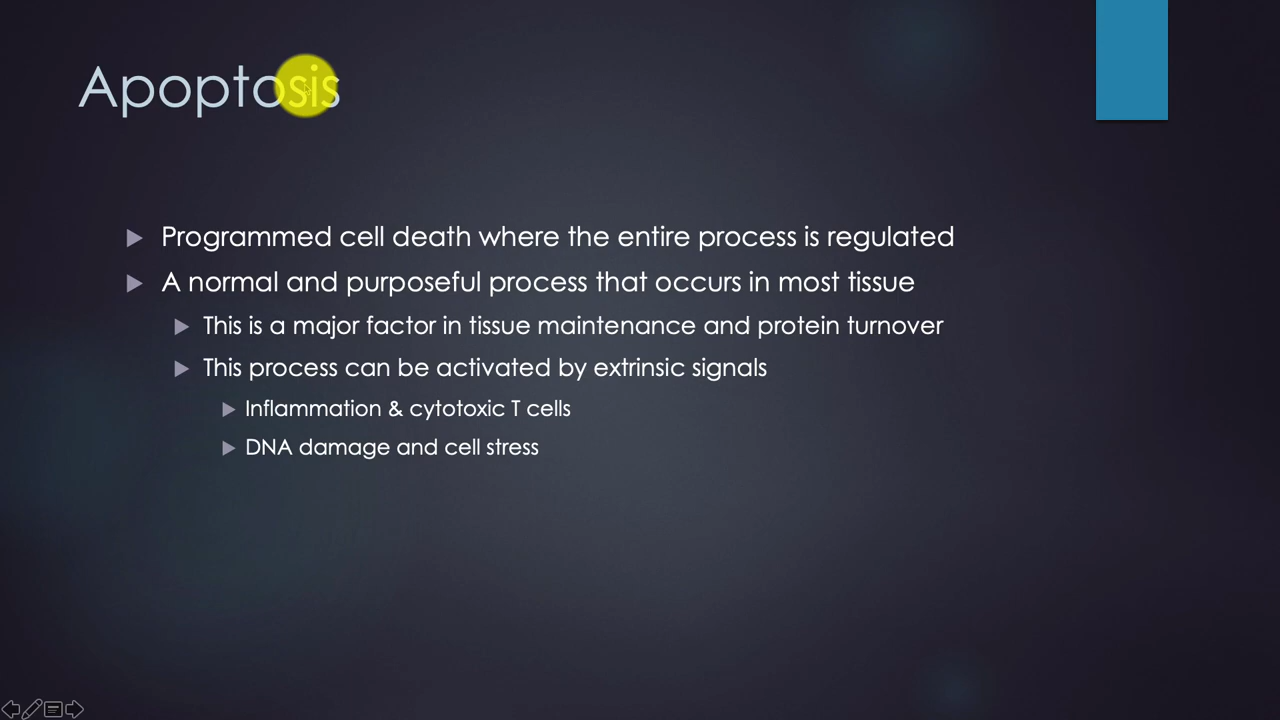 Apoptosis
Programmed cell death where the entire process is regulated
A normal and purposeful process that occurs in most tissue
This is a major factor in tissue maintenance and protein turnover
This process can be activated by extrinsic signals
Inflammation & cytotoxic T cells
DNA damage and cell stress